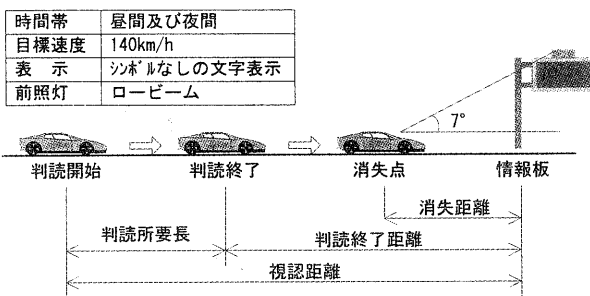 時間帯 昼間及び夜間
目標速度 140km/h
表 示 ｼﾝﾎﾞﾙなしの文字表示
前照灯 ロービーム
7°
判読開始 判読終了 消失点 情報板
消失距離
判読所要長 判読終了距離
視認距離